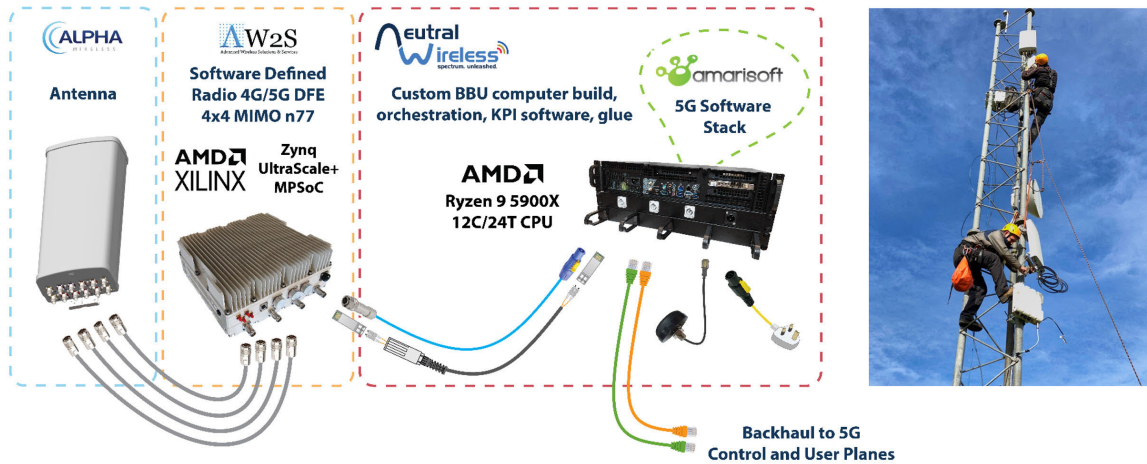 ALPHA
WIRELESS
Antenna
AW2S
Advanced Wireless Solutions & Services
Software Defined
Radio 4G/5G DFE
4x4 MIMO n77
AMD
XILINX
Zynq
UltraScale+
MPSoC
Neutral
Wireless
spectrum. unleashed.
Custom BBU computer build,
orchestration, KPI software, glue
amarisoft
5G Software
Stack
AMD
Ryzen 9 5900X
12C/24T CPU
Backhaul to 5G
Control and User Planes